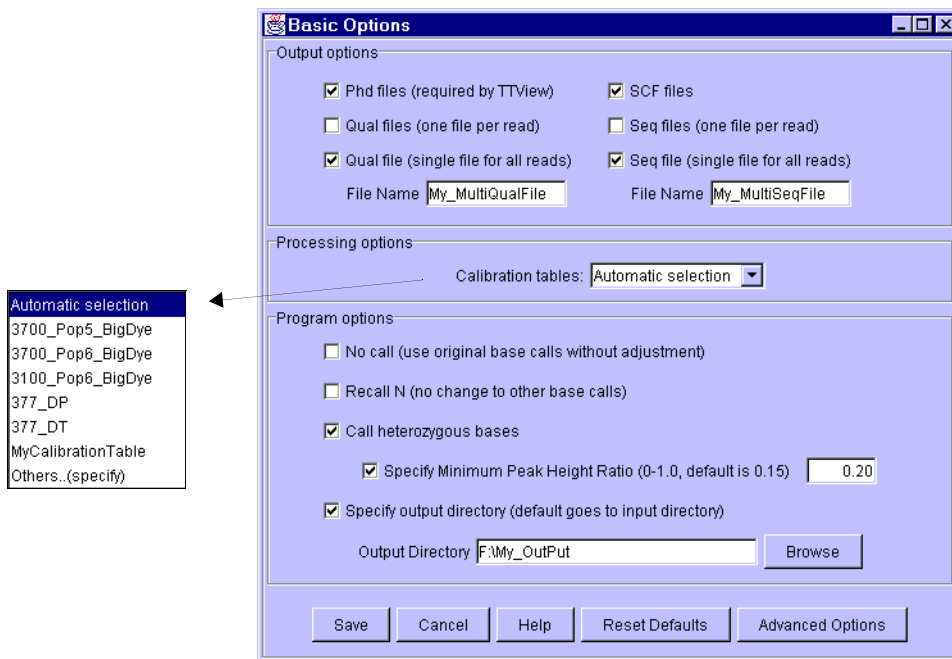 Basic Options
Output options
Phd files (required by TTView)
SCF files
Qual files (one file per read)
Seq files (one file per read)
Qual file (single file for all reads)
Seq file (single file for all reads)
File Name My_MultiQualFile
File Name My_MultiSeqFile
Processing options
Calibration tables: Automatic selection
Automatic selection
3700_Pop5_BigDye
3700_Pop6_BigDye
3100_Pop6_BigDye
377_DP
377_DT
MyCalibrationTable
Others..(specify)
Program options
No call (use original base calls without adjustment)
Recall N (no change to other base calls)
Call heterozygous bases
Specify Minimum Peak Height Ratio (0-1.0, default is 0.15) 0.20
Specify output directory (default goes to input directory)
Output Directory F:\My_OutPut Browse
Save Cancel Help Reset Defaults Advanced Options